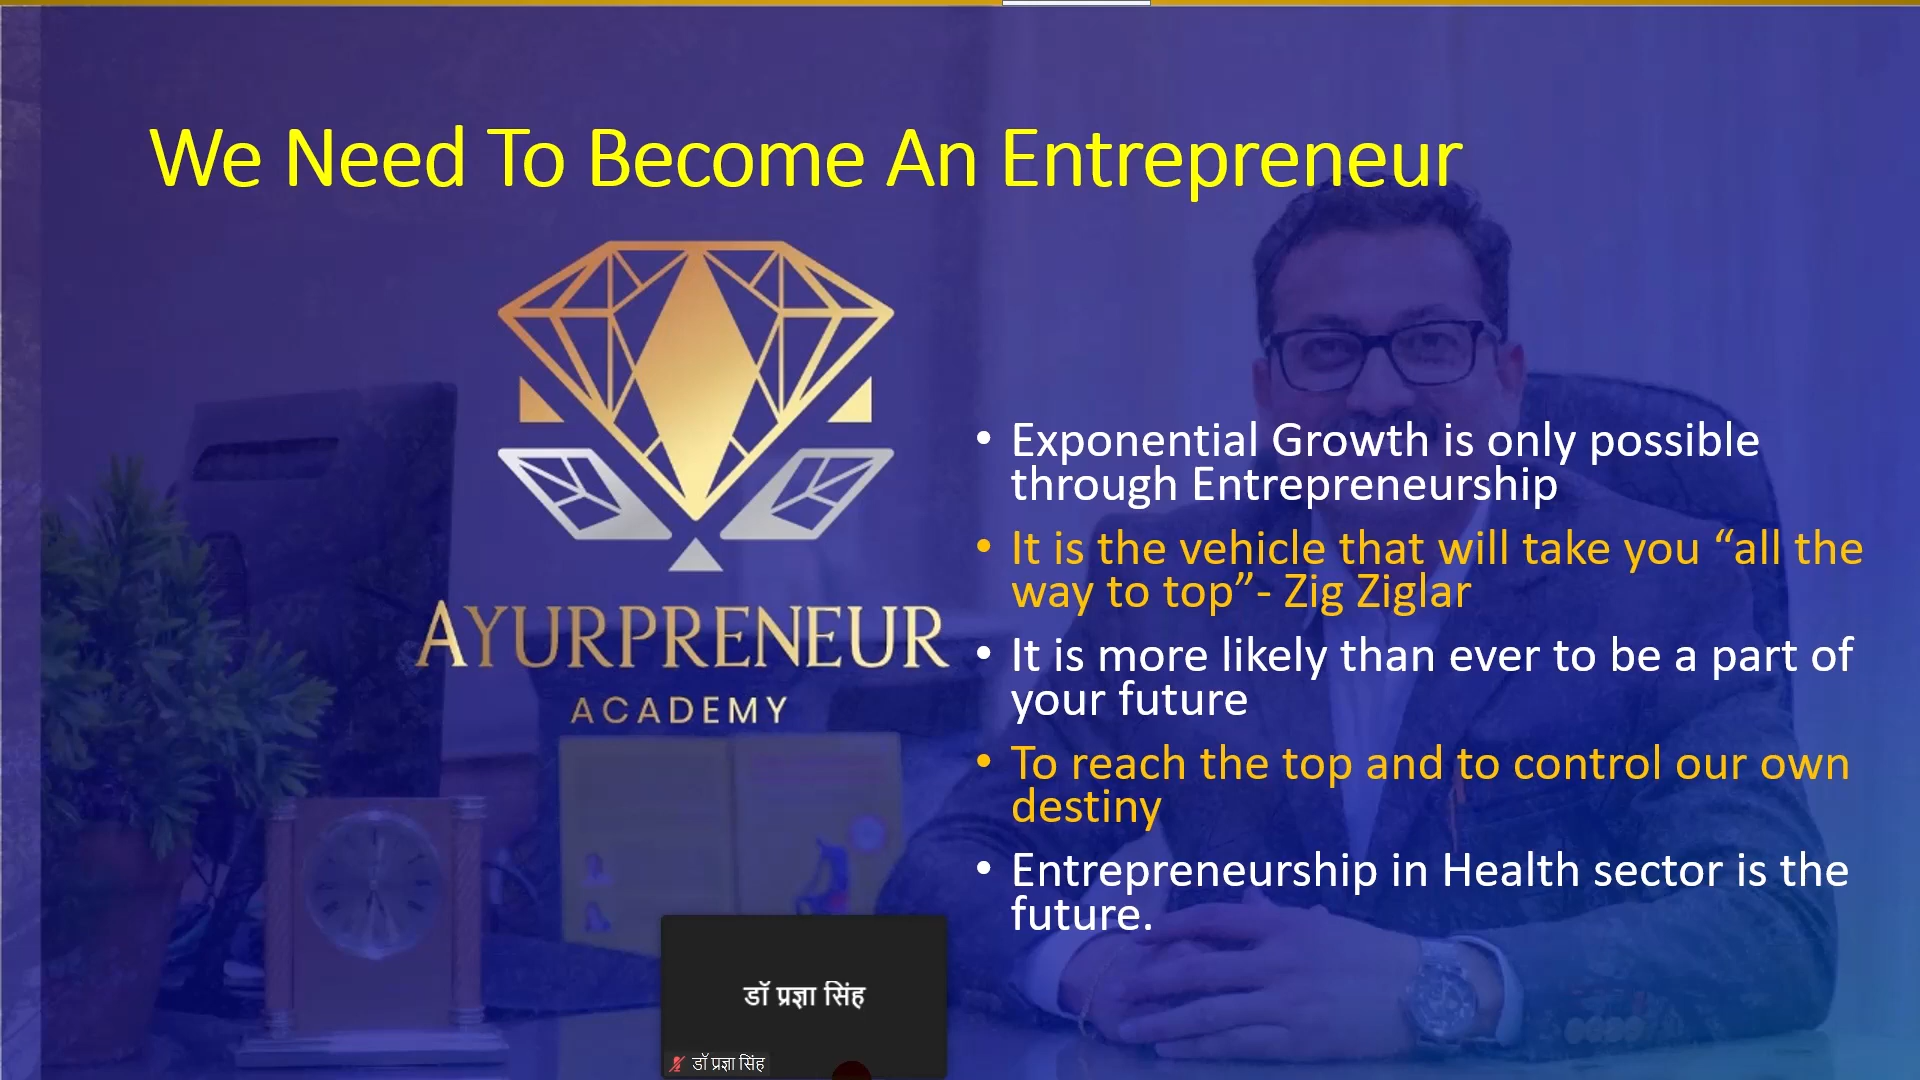 We Need To Become An Entrepreneur
AYURPRENEUR
ACADEMY
• Exponential Growth is only possible
through Entrepreneurship
• It is the vehicle that will take you “all the
way to top”- Zig Ziglar
• It is more likely than ever to be a part of
your future
• To reach the top and to control our own
destiny
• Entrepreneurship in Health sector is the
future.
डॉ प्रज्ञा सिंह
डॉ प्रज्ञा सिंह